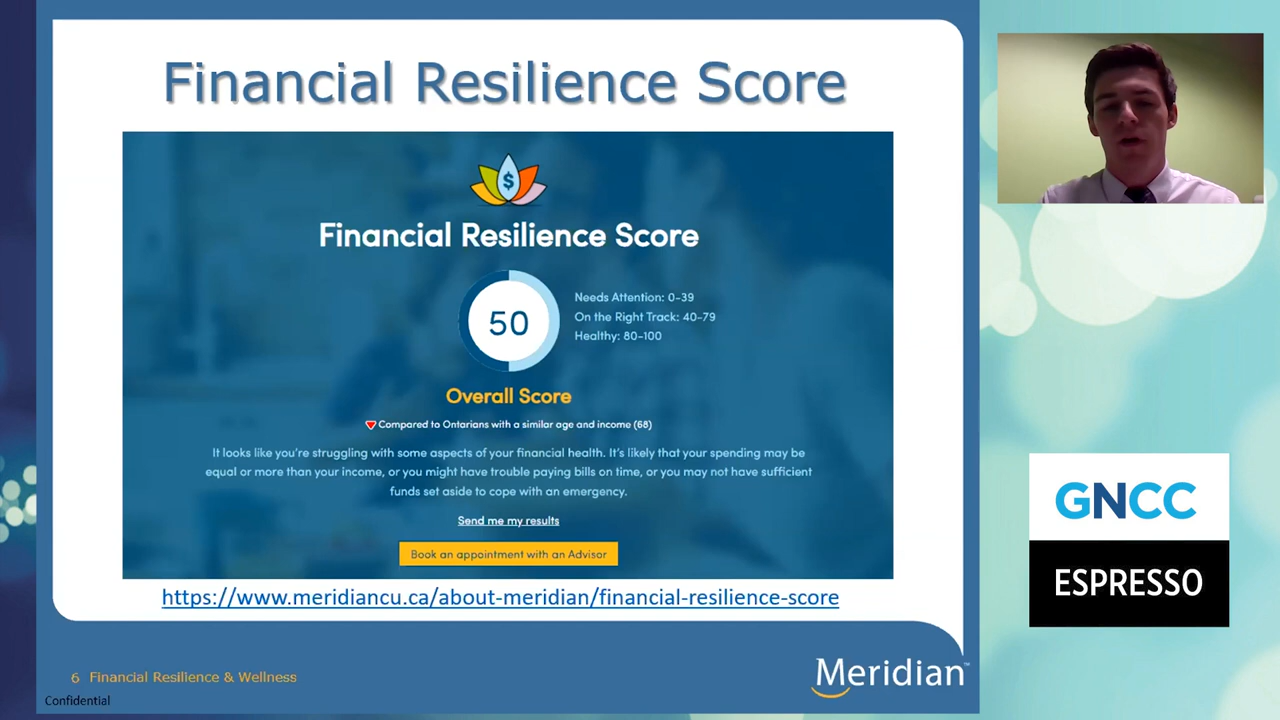 Financial Resilience Score
$
Financial Resilience Score
50
Needs Attention: 0-39
On the Right Track: 40-79
Healthy: 80-100
Overall Score
Compared to Ontarians with a similar age and income (68)
It looks like you're struggling with some aspects of your financial health. It's likely that your spending may be
equal or more than your income, or you might have trouble paying bills on time, or you may not have sufficient
funds set aside to cope with an emergency.
Send me my results
Book an appointment with an Advisor
https://www.meridiancu.ca/about-meridian/financial-resilience-score
6 Financial Resilience & Wellness
Confidential
Meridian™
GNCC
ESPRESSO